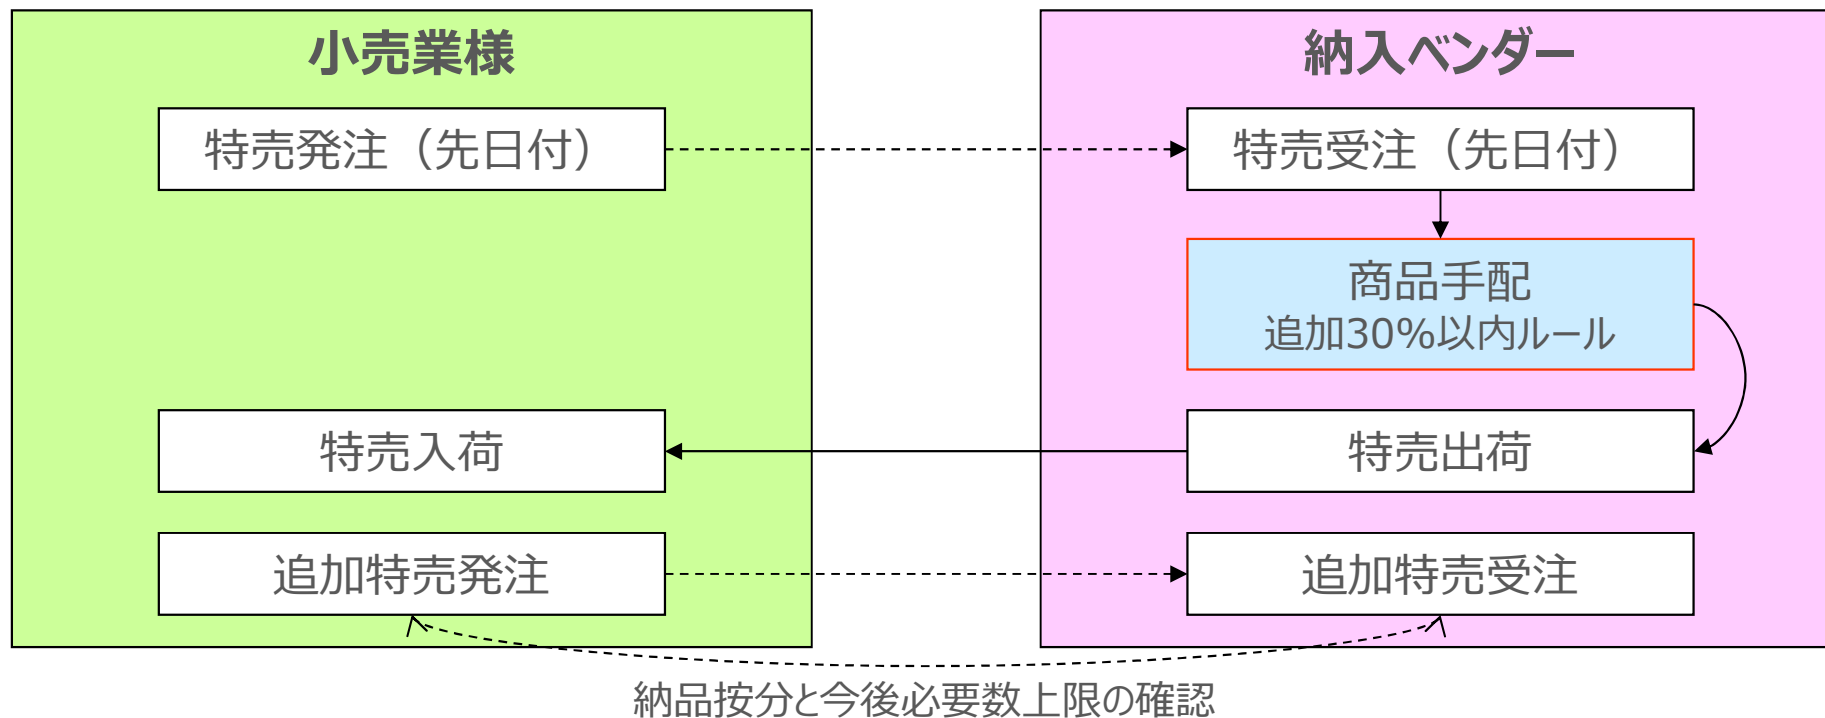 小売業様
納入ベンダー
特売発注（先日付）
特売受注（先日付）
商品手配
追加30%以内ルール
特売入荷
特売出荷
追加特売発注
追加特売受注
納品按分と今後必要数上限の確認